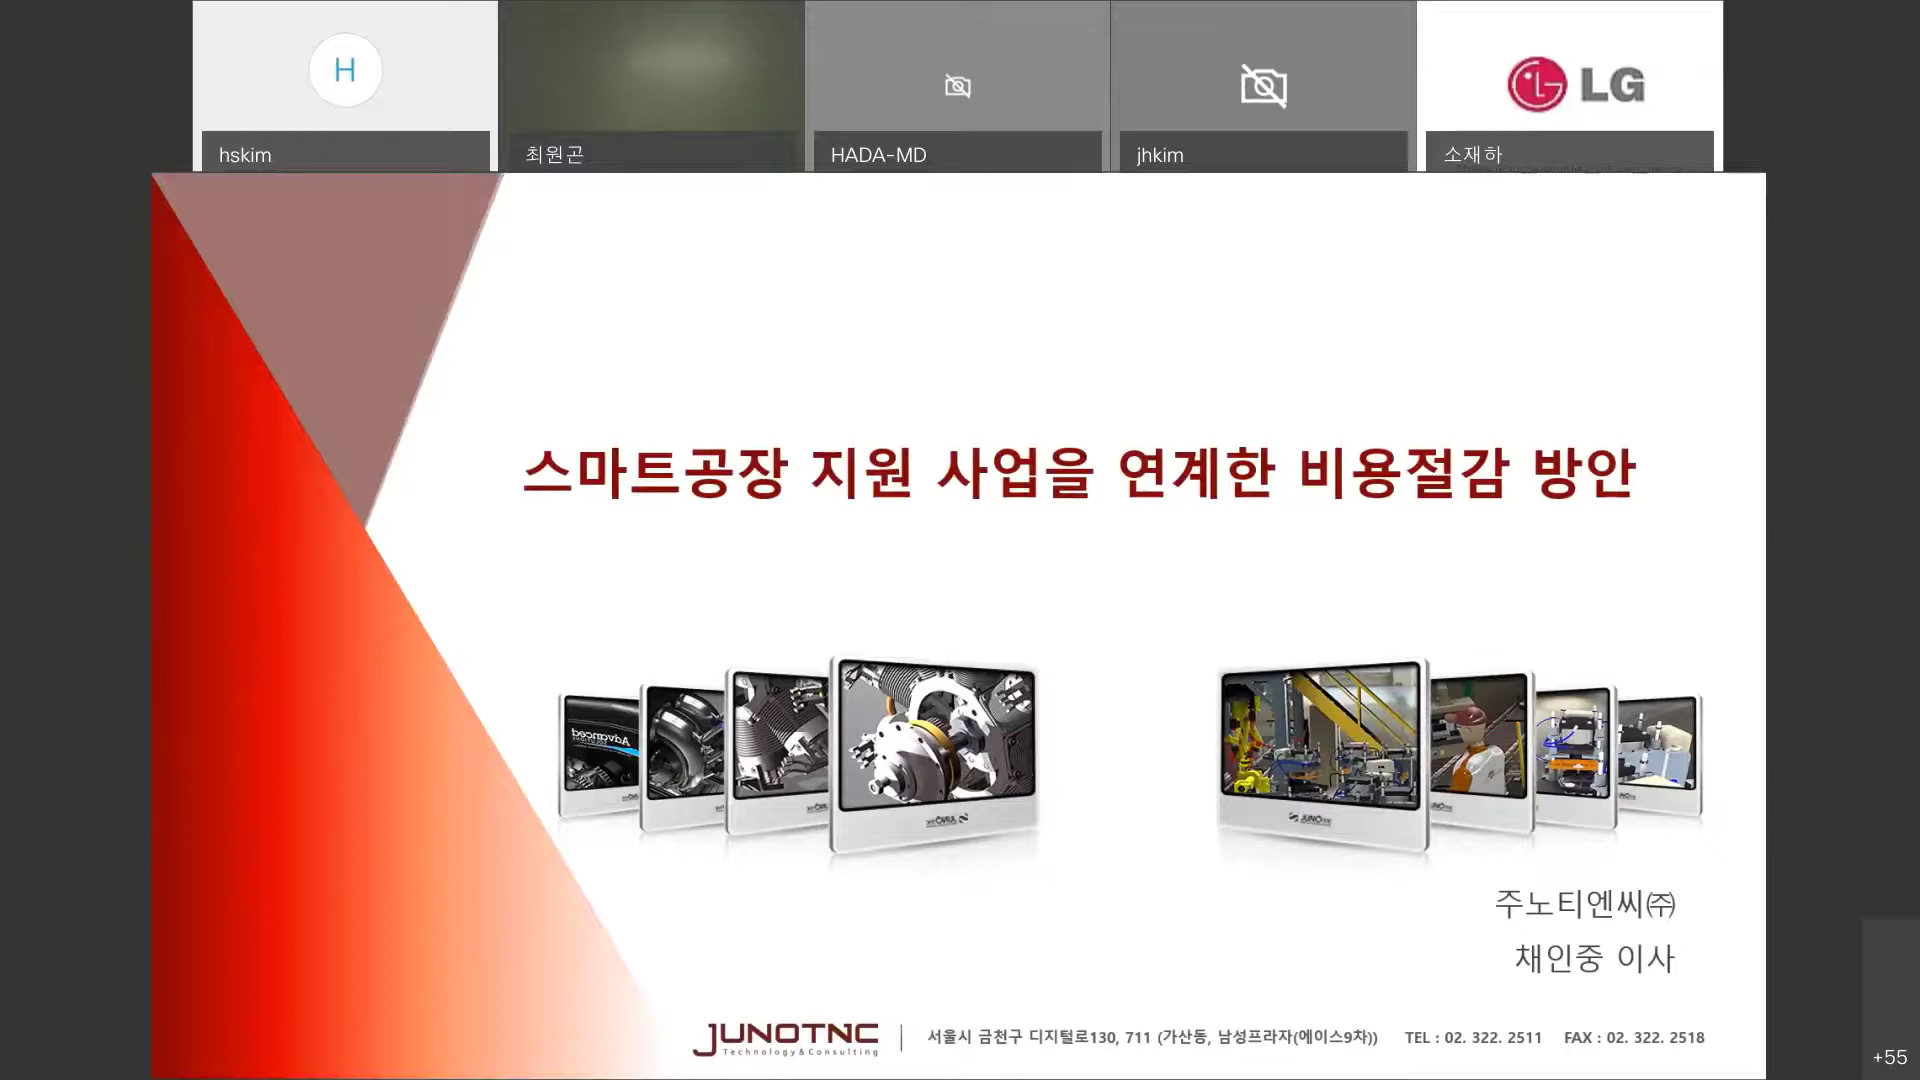 H
hskim
최원곤
HADA-MD
jhkim
LG
소재하
스마트공장 지원 사업을 연계한 비용절감 방안
Advanced
JUNO
주노티엔씨㈜
채인중 이사
JUNOTNC
Technology & Consulting
서울시 금천구 디지털로130, 711 (가산동, 남성프라자(에이스9차)) TEL : 02. 322. 2511 FAX : 02. 322. 2518
+55